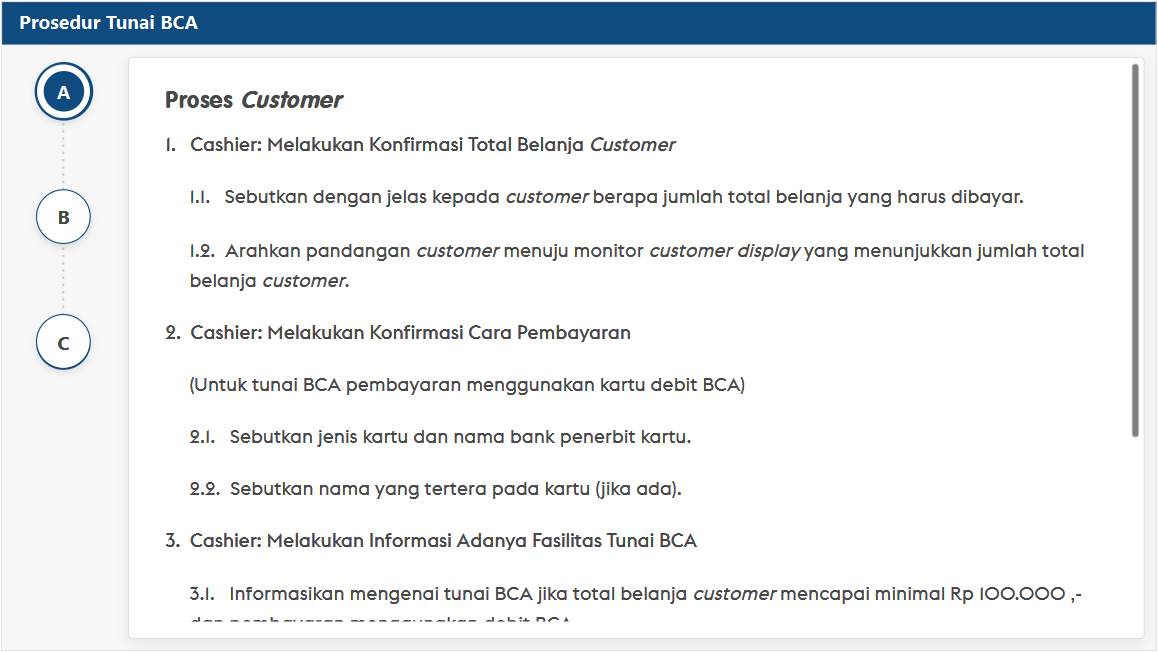 Prosedur Tunai BCA
A
B
C
Proses Customer
1. Cashier: Melakukan Konfirmasi Total Belanja Customer
1.1. Sebutkan dengan jelas kepada customer berapa jumlah total belanja yang harus dibayar.
1.2. Arahkan pandangan customer menuju monitor customer display yang menunjukkan jumlah total
belanja customer.
2. Cashier: Melakukan Konfirmasi Cara Pembayaran
(Untuk tunai BCA pembayaran menggunakan kartu debit BCA)
2.1. Sebutkan jenis kartu dan nama bank penerbit kartu.
2.2. Sebutkan nama yang tertera pada kartu (jika ada).
3. Cashier: Melakukan Informasi Adanya Fasilitas Tunai BCA
3.1. Informasikan mengenai tunai BCA jika total belanja customer mencapai minimal Rp 100.000 ,-
dan pembayaran menggunakan debit BCA